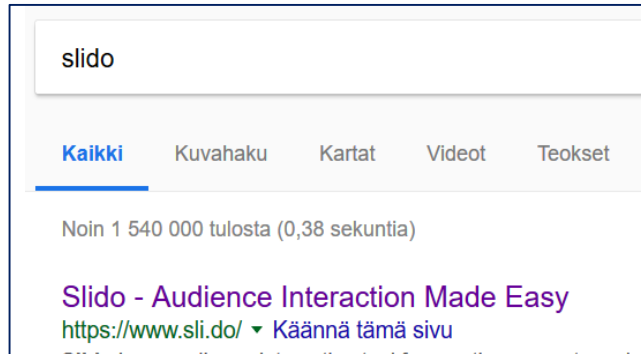 slido
Kaikki Kuvahaku Kartat Videot Teokset
Noin 1 540 000 tulosta (0,38 sekuntia)
Slido - Audience Interaction Made Easy
https://www.sli.do/ ▾ Käännä tämä sivu